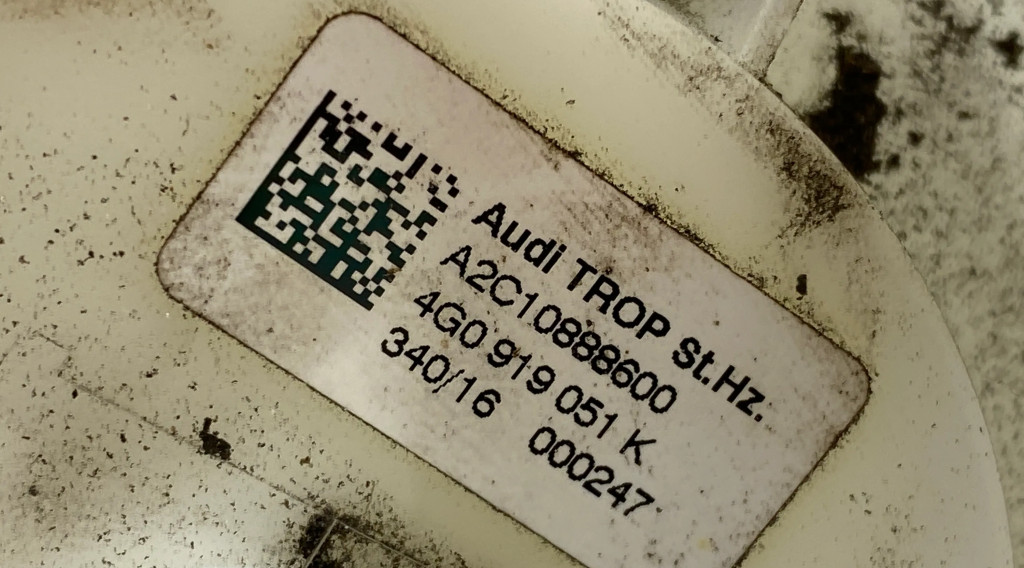 Audi TROP St.Hz.
A2C10888600
4G0 919 051 K
340/16 000247